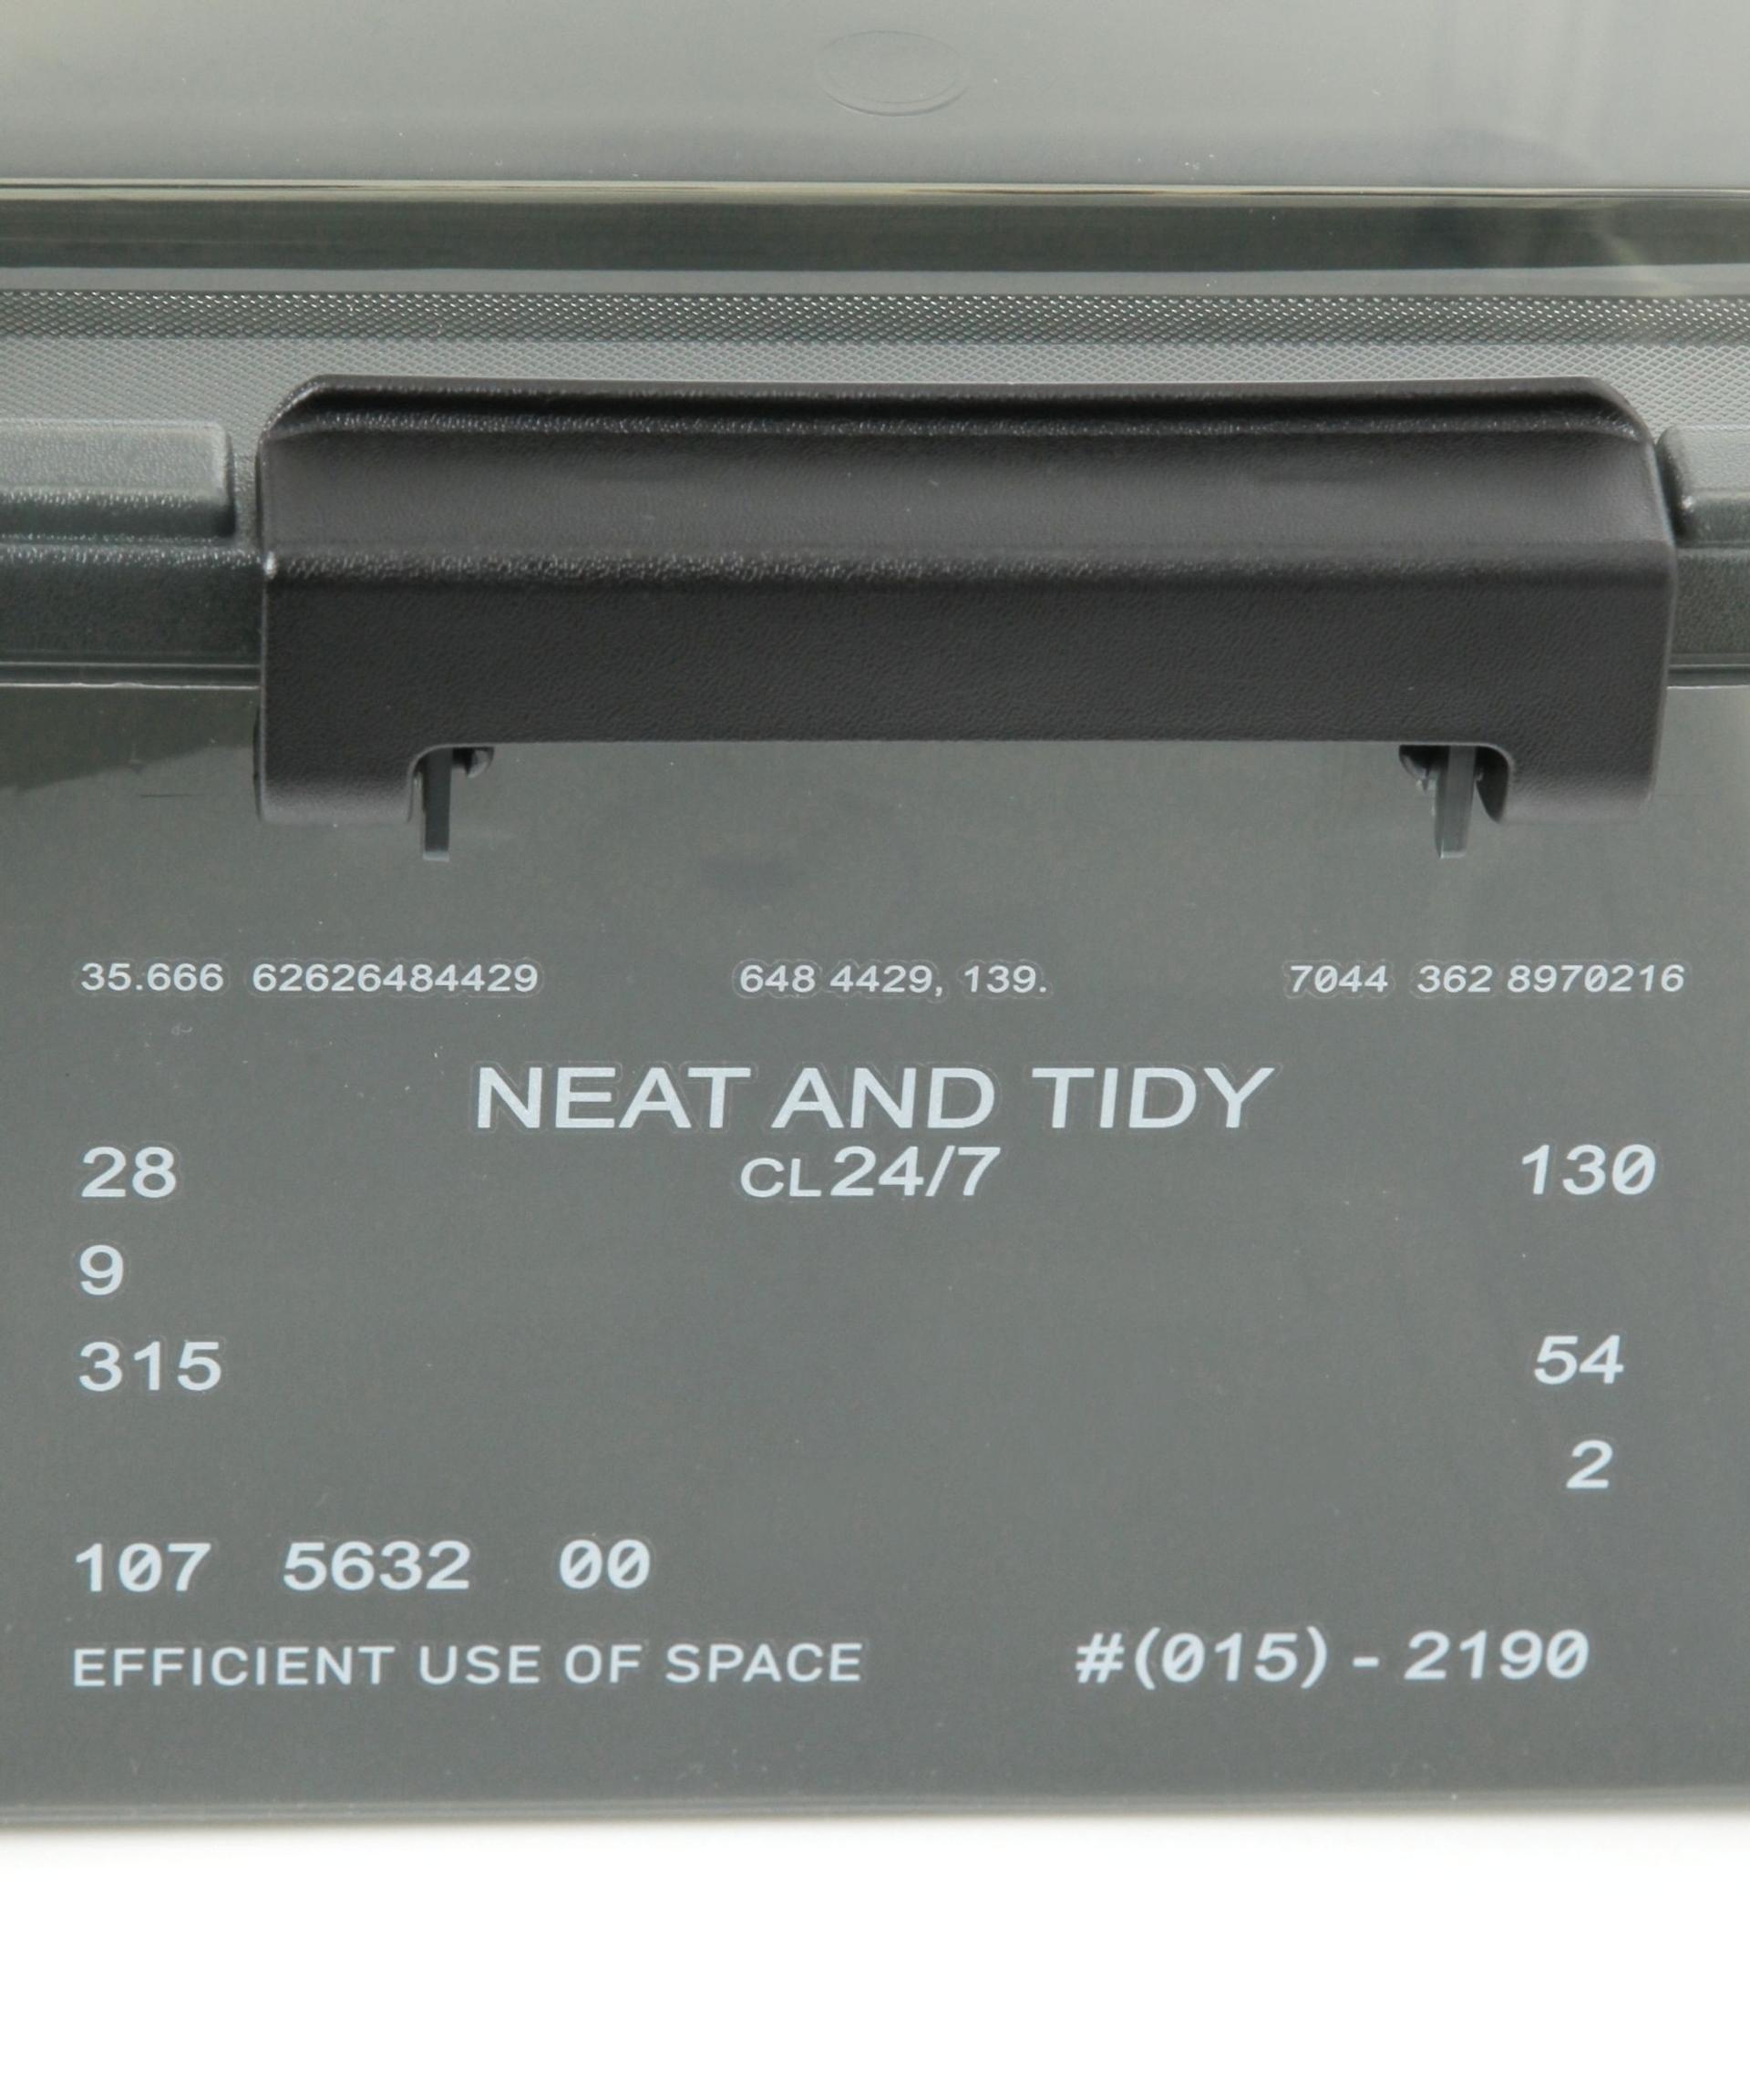 35.666 62626484429 648 4429, 139. 7044 362 8970216
NEAT AND TIDY
28 CL24/7 130
9
315 54
2
107 5632 00
EFFICIENT USE OF SPACE #(015) - 2190